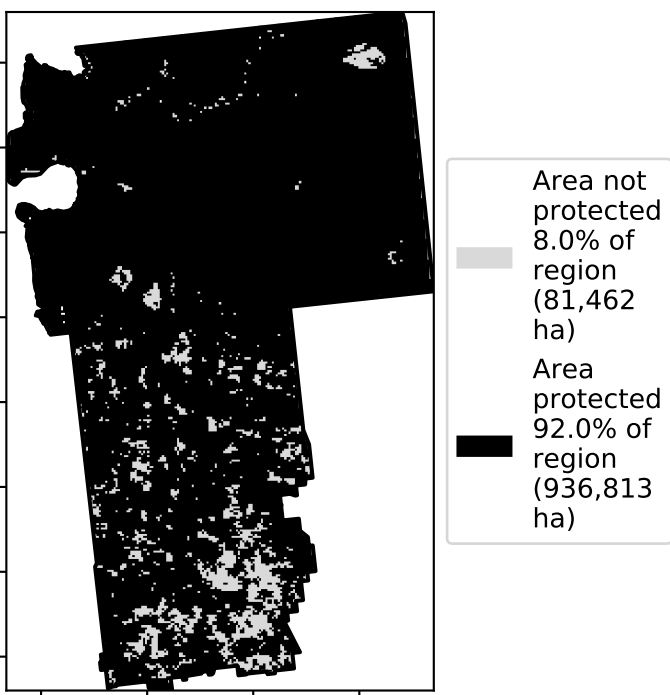 Area not
protected
8.0% of
region
(81,462
ha)
Area
protected
92.0% of
region
(936,813
ha)